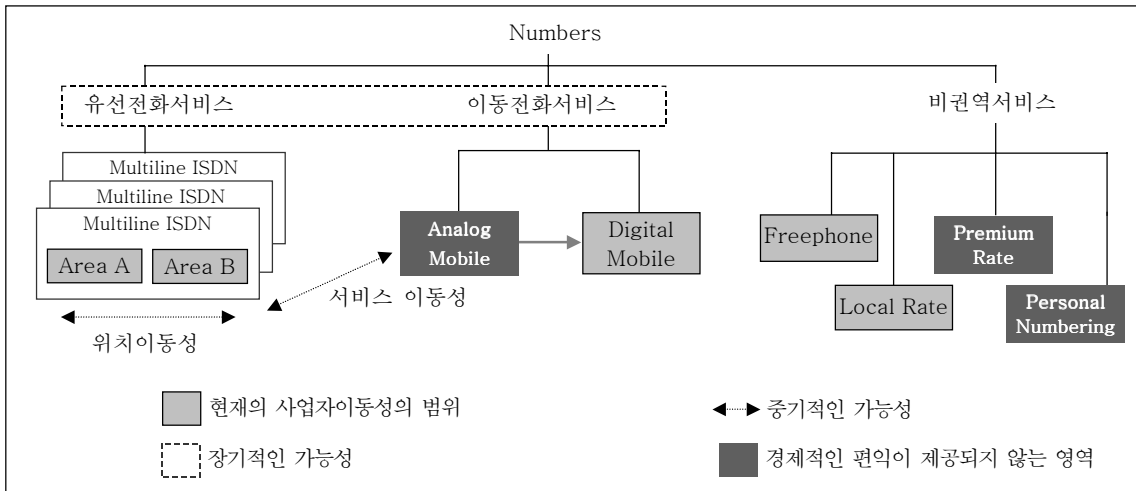 Numbers
유선전화서비스
이동전화서비스
비권역서비스
Multiline ISDN
Multiline ISDN
Multiline ISDN
Area A
Area B
Analog
Mobile
Digital
Mobile
Freephone
Premium
Rate
Local Rate
Personal
Numbering
서비스 이동성
위치이동성
현재의 사업자이동성의 범위
중기적인 가능성
장기적인 가능성
경제적인 편익이 제공되지 않는 영역